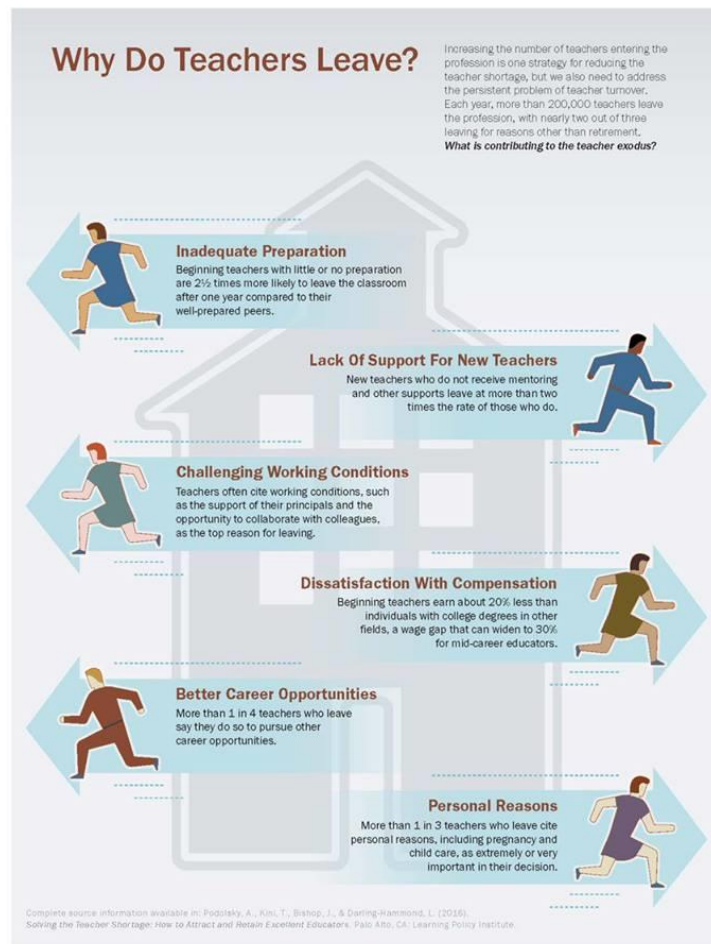 Why Do Teachers Leave?
Increasing the number of teachers entering the
profession is one strategy for reducing the
teacher shortage, but we also need to address
the persistent problem of teacher turnover.
Each year, more than 200,000 teachers leave
the profession, with nearly two out of three
leaving for reasons other than retirement.
What is contributing to the teacher exodus?
Inadequate Preparation
Beginning teachers with little or no preparation
are 2½ times more likely to leave the classroom
after one year compared to their
well-prepared peers.
Lack Of Support For New Teachers
New teachers who do not receive mentoring
and other supports leave at more than two
times the rate of those who do.
Challenging Working Conditions
Teachers often cite working conditions, such
as the support of their principals and the
opportunity to collaborate with colleagues,
as the top reason for leaving.
Dissatisfaction With Compensation
Beginning teachers earn about 20% less than
individuals with college degrees in other
fields, a wage gap that can widen to 30%
for mid-career educators.
Better Career Opportunities
More than 1 in 4 teachers who leave
say they do so to pursue other
career opportunities.
Personal Reasons
More than 1 in 3 teachers who leave cite
personal reasons, including pregnancy and
child care, as extremely or very
important in their decision.
Complete source information available in: Podolsky, A., Kini, T., Bishop, J., & Darling-Hammond, L. (2016).
Solving the Teacher Shortage: How to Attract and Retain Excellent Educators. Palo Alto, CA: Learning Policy Institute.